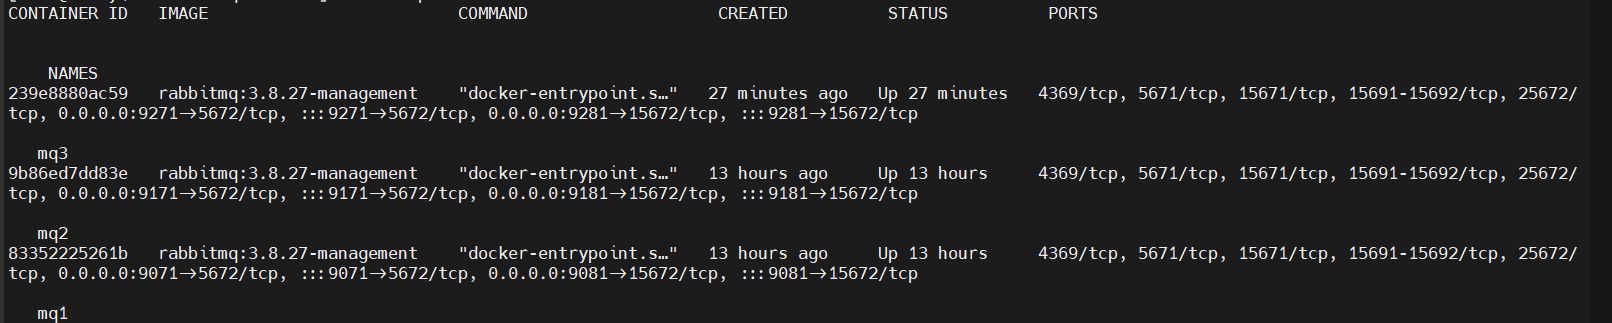 CONTAINER ID   IMAGE                         COMMAND                   CREATED          STATUS          PORTS
NAMES
239e8880ac59   rabbitmq:3.8.27-management    "docker-entrypoint.s…"   27 minutes ago   Up 27 minutes   4369/tcp, 5671/tcp, 15671/tcp, 15691-15692/tcp, 25672/
tcp, 0.0.0.0:9271→5672/tcp, :::9271→5672/tcp, 0.0.0.0:9281→15672/tcp, :::9281→15672/tcp
mq3
9b86ed7dd83e   rabbitmq:3.8.27-management    "docker-entrypoint.s…"   13 hours ago     Up 13 hours     4369/tcp, 5671/tcp, 15671/tcp, 15691-15692/tcp, 25672/
tcp, 0.0.0.0:9171→5672/tcp, :::9171→5672/tcp, 0.0.0.0:9181→15672/tcp, :::9181→15672/tcp
mq2
83352225261b   rabbitmq:3.8.27-management    "docker-entrypoint.s…"   13 hours ago     Up 13 hours     4369/tcp, 5671/tcp, 15671/tcp, 15691-15692/tcp, 25672/
tcp, 0.0.0.0:9071→5672/tcp, :::9071→5672/tcp, 0.0.0.0:9081→15672/tcp, :::9081→15672/tcp
mq1